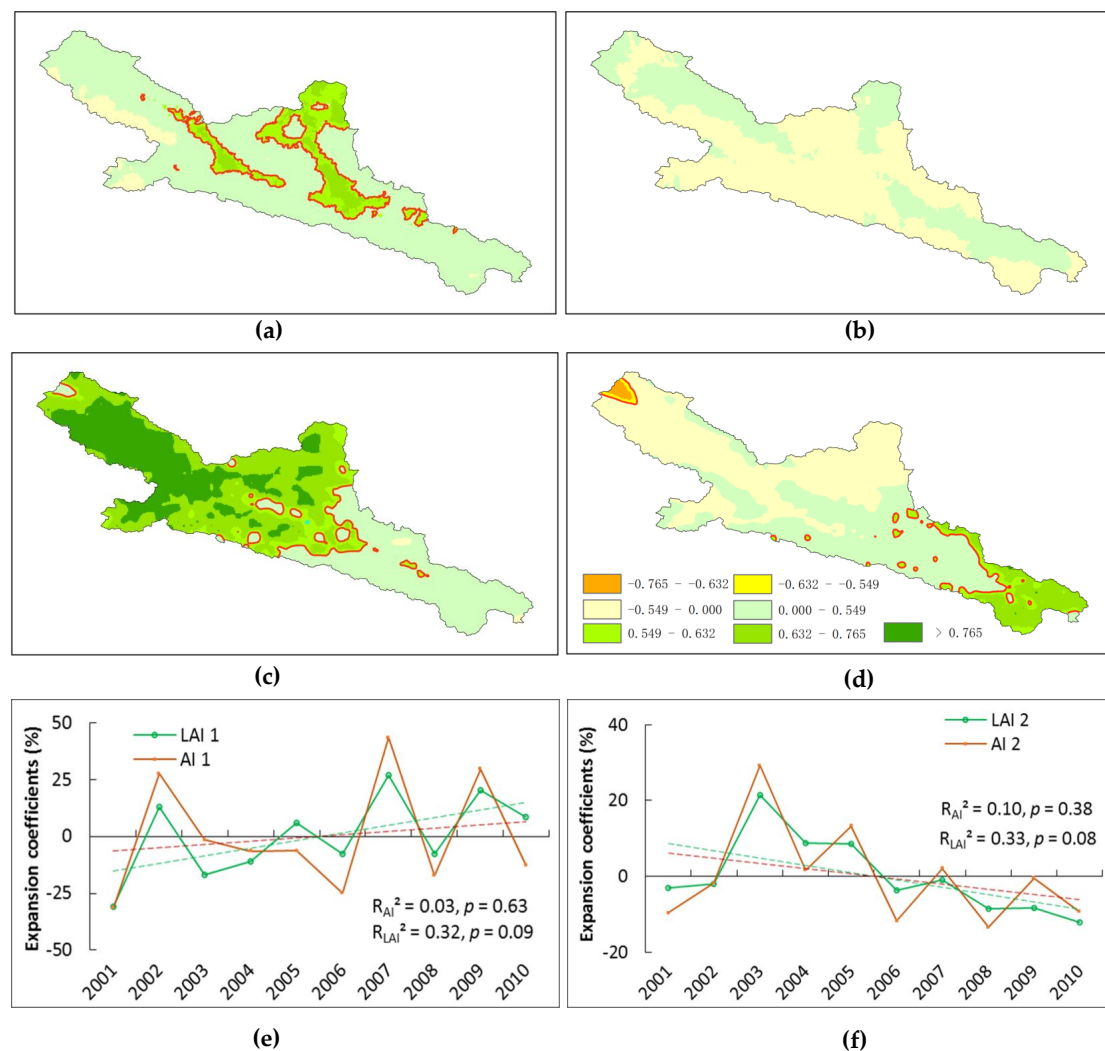 (a)
(b)
-0.765 - -0.632
-0.632 - -0.549
-0.549 - 0.000
0.000 - 0.549
0.549 - 0.632
0.632 - 0.765
> 0.765
(c)
(d)
Expansion coefficients (%)
50
25
0
-25
-50
LAI 1
AI 1
R_AI² = 0.03, p = 0.63
R_LAI² = 0.32, p = 0.09
2001
2002
2003
2004
2005
2006
2007
2008
2009
2010
Expansion coefficients (%)
40
20
0
-20
LAI 2
AI 2
R_AI² = 0.10, p = 0.38
R_LAI² = 0.33, p = 0.08
2001
2002
2003
2004
2005
2006
2007
2008
2009
2010
(e)
(f)